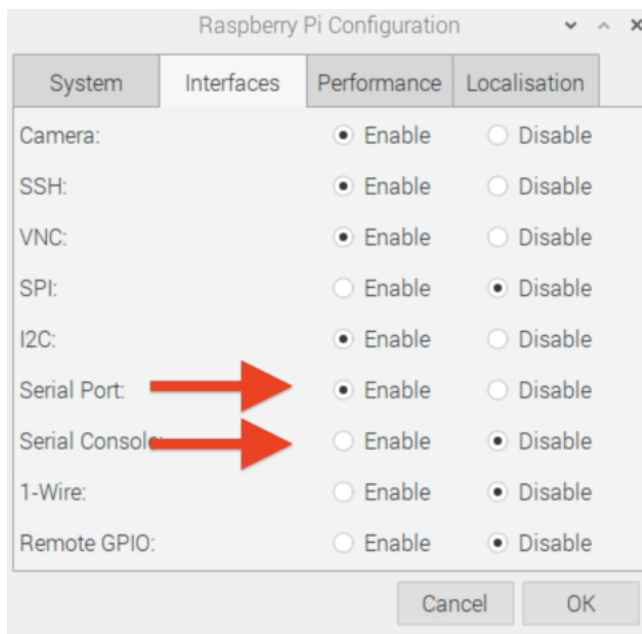 Raspberry Pi Configuration
System Interfaces Performance Localisation
Camera: Enable Disable
SSH: Enable Disable
VNC: Enable Disable
SPI: Enable Disable
I2C: Enable Disable
Serial Port: Enable Disable
Serial Console: Enable Disable
1-Wire: Enable Disable
Remote GPIO: Enable Disable
Cancel OK